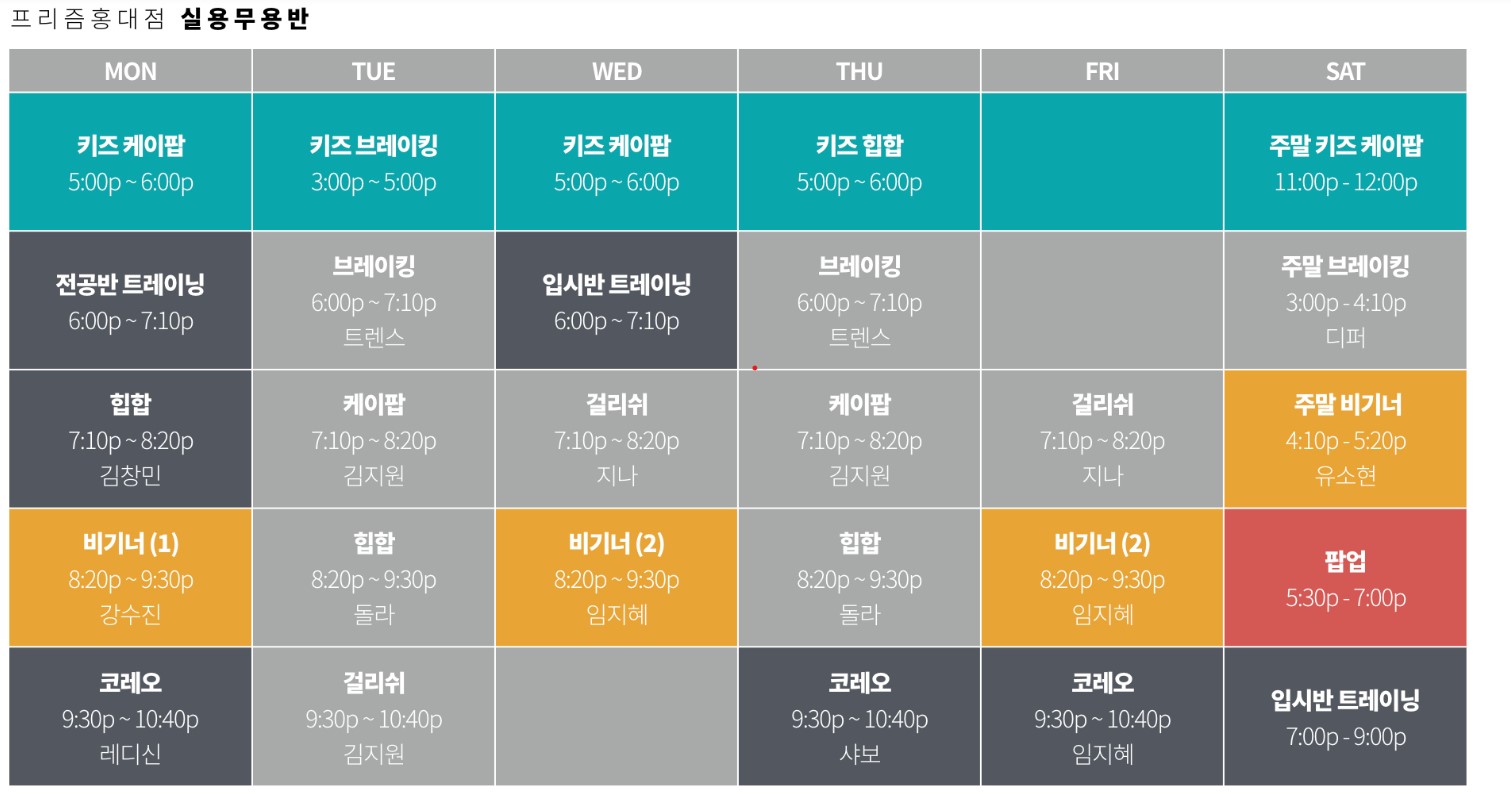 프리즘홍대점 실용무용반
MON TUE WED THU FRI SAT
키즈 케이팝
5:00p ~ 6:00p
키즈 브레이킹
3:00p ~ 5:00p
키즈 케이팝
5:00p ~ 6:00p
키즈 힙합
5:00p ~ 6:00p
주말 키즈 케이팝
11:00p - 12:00p
전공반 트레이닝
6:00p ~ 7:10p
브레이킹
6:00p ~ 7:10p
트렌스
입시반 트레이닝
6:00p ~ 7:10p
브레이킹
6:00p ~ 7:10p
트렌스
주말 브레이킹
3:00p - 4:10p
디퍼
힙합
7:10p ~ 8:20p
김창민
케이팝
7:10p ~ 8:20p
김지원
걸리쉬
7:10p ~ 8:20p
지나
케이팝
7:10p ~ 8:20p
김지원
걸리쉬
7:10p ~ 8:20p
지나
주말 비기너
4:10p - 5:20p
유소현
비기너 (1)
8:20p ~ 9:30p
강수진
힙합
8:20p ~ 9:30p
돌라
비기너 (2)
8:20p ~ 9:30p
임지혜
힙합
8:20p ~ 9:30p
돌라
비기너 (2)
8:20p ~ 9:30p
임지혜
팝업
5:30p - 7:00p
코레오
9:30p ~ 10:40p
레디신
걸리쉬
9:30p ~ 10:40p
김지원
코레오
9:30p ~ 10:40p
샤보
코레오
9:30p ~ 10:40p
임지혜
입시반 트레이닝
7:00p - 9:00p